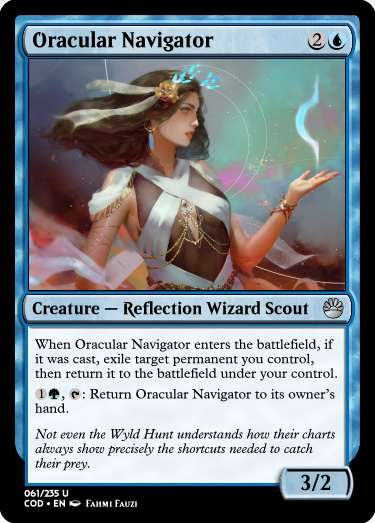 Oracular Navigator 2
Creature — Reflection Wizard Scout
When Oracular Navigator enters the battlefield, if
it was cast, exile target permanent you control,
then return it to the battlefield under your control.
1 , : Return Oracular Navigator to its owner's
hand.
Not even the Wyld Hunt understands how their charts
always show precisely the shortcuts needed to catch
their prey.
3/2
061/235 U
COD • EN Fahmi Fauzi